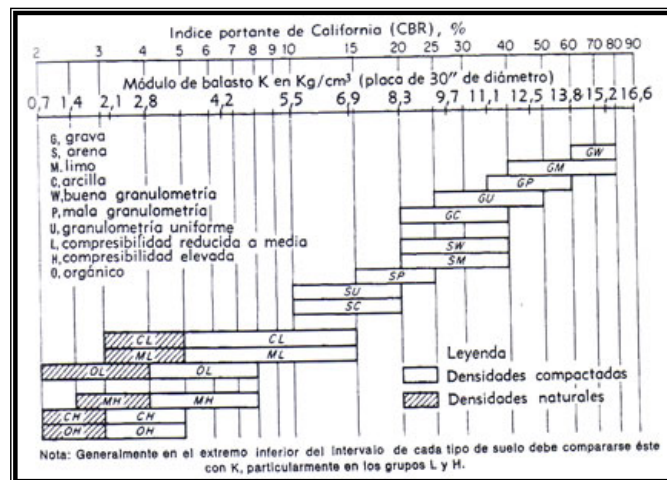 Indice portante de California (CBR), %
2 3 4 5 6 7 8 9 10 15 20 25 30 40 50 60 70 80 90
Módulo de balasto K en Kg/cm³ (placa de 30″ de diámetro)
0,7 1,4 2,1 2,8 4,2 5,5 6,9 8,3 9,7 11,1 12,5 13,8 15,2 16,6
G, grava
S, arena
M, limo
C, arcilla
W, buena granulometría
P, mala granulometría
U, granulometría uniforme
L, compresibilidad reducida a media
H, compresibilidad elevada
O, orgánico
GW
GM
GP
GU
GC
SW
SM
SP
SU
SC
CL CL
ML ML
OL OL
MH MH
CH CH
OH OH
Leyenda
Densidades compactadas
Densidades naturales
Nota: Generalmente en el extremo inferior del intervalo de cada tipo de suelo debe compararse éste
con K, particularmente en los grupos L y H.